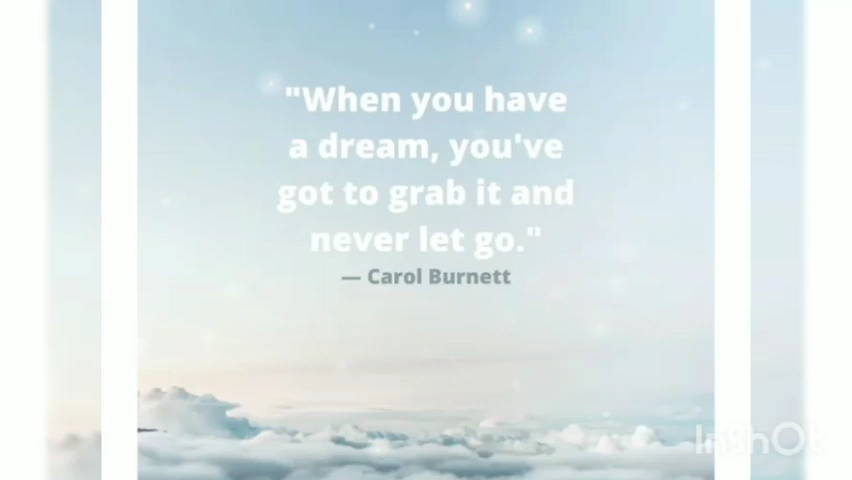 "When you have
a dream, you've
got to grab it and
never let go."
— Carol Burnett
InShOt